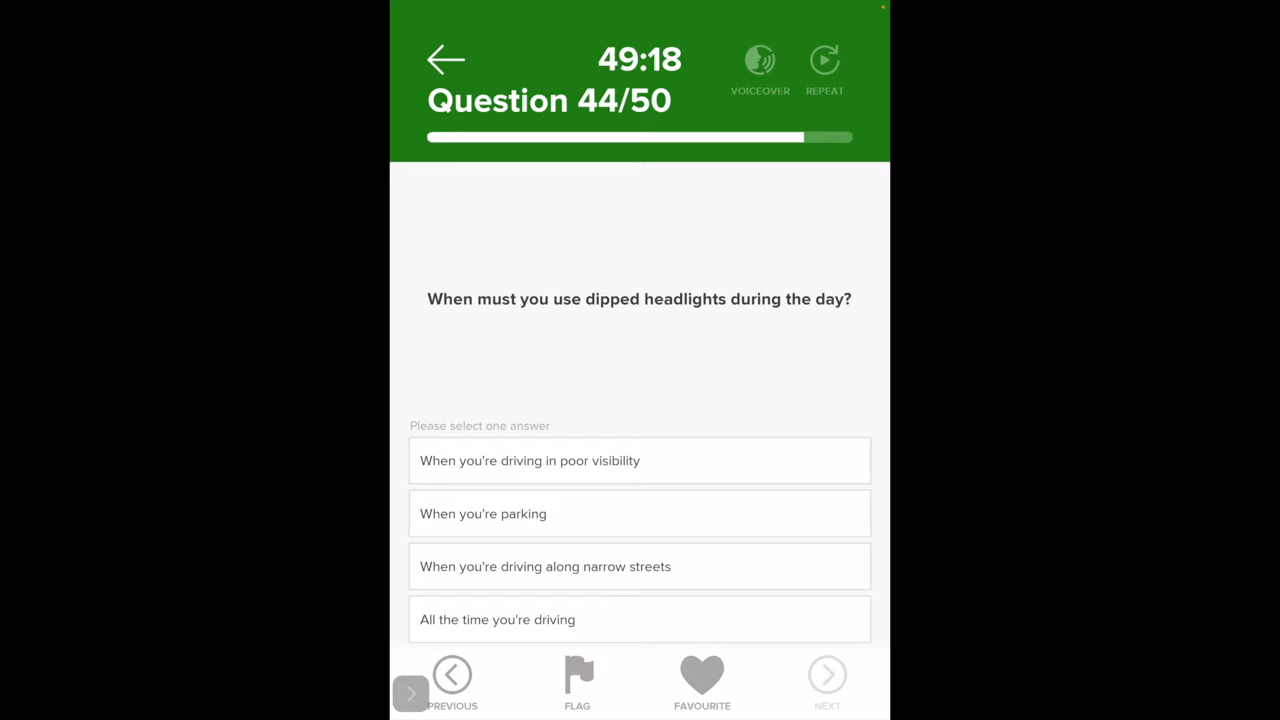 49:18
VOICEOVER
REPEAT
Question 44/50
When must you use dipped headlights during the day?
Please select one answer
When you're driving in poor visibility
When you're parking
When you're driving along narrow streets
All the time you're driving
PREVIOUS
FLAG
FAVOURITE
NEXT